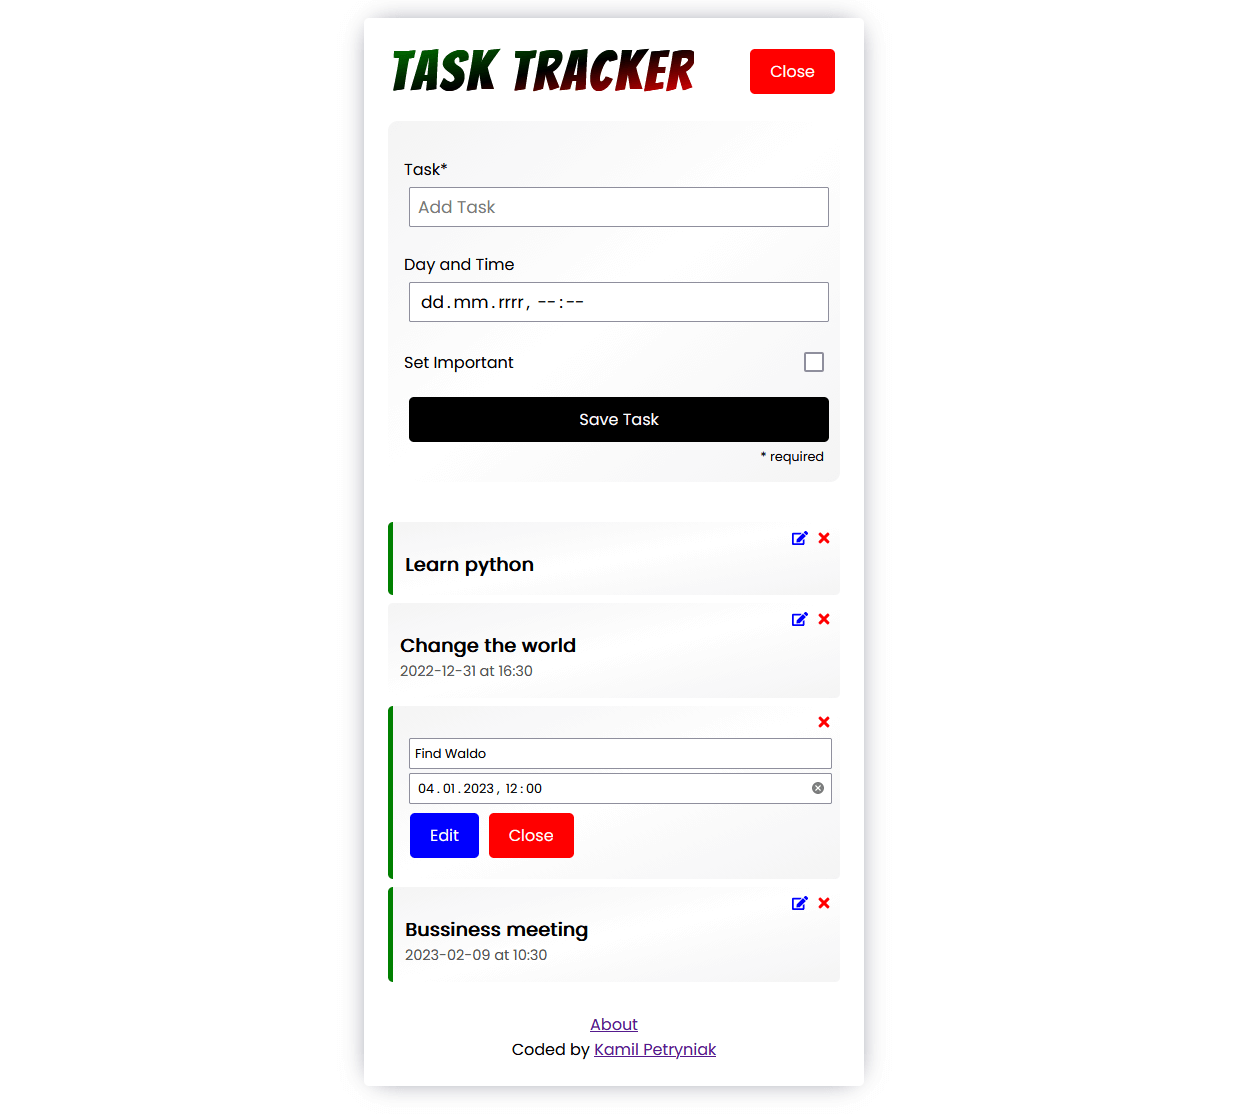 TASK TRACKER
Close
Task*
Add Task
Day and Time
dd.mm.rrrr, --:--
Set Important
Save Task
* required
Learn python
Change the world
2022-12-31 at 16:30
Find Waldo
04.01.2023, 12:00
Edit
Close
Bussiness meeting
2023-02-09 at 10:30
About
Coded by Kamil Petryniak